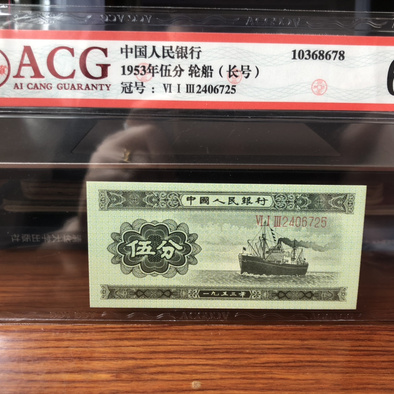 ACG
AI CANG GUARANTY
中国人民银行
10368678
1953年伍分 轮船（长号）
冠号：Ⅵ Ⅰ Ⅲ2406725
6
中國人民銀行
ⅥⅠⅢ2406725
伍分
一九五三年